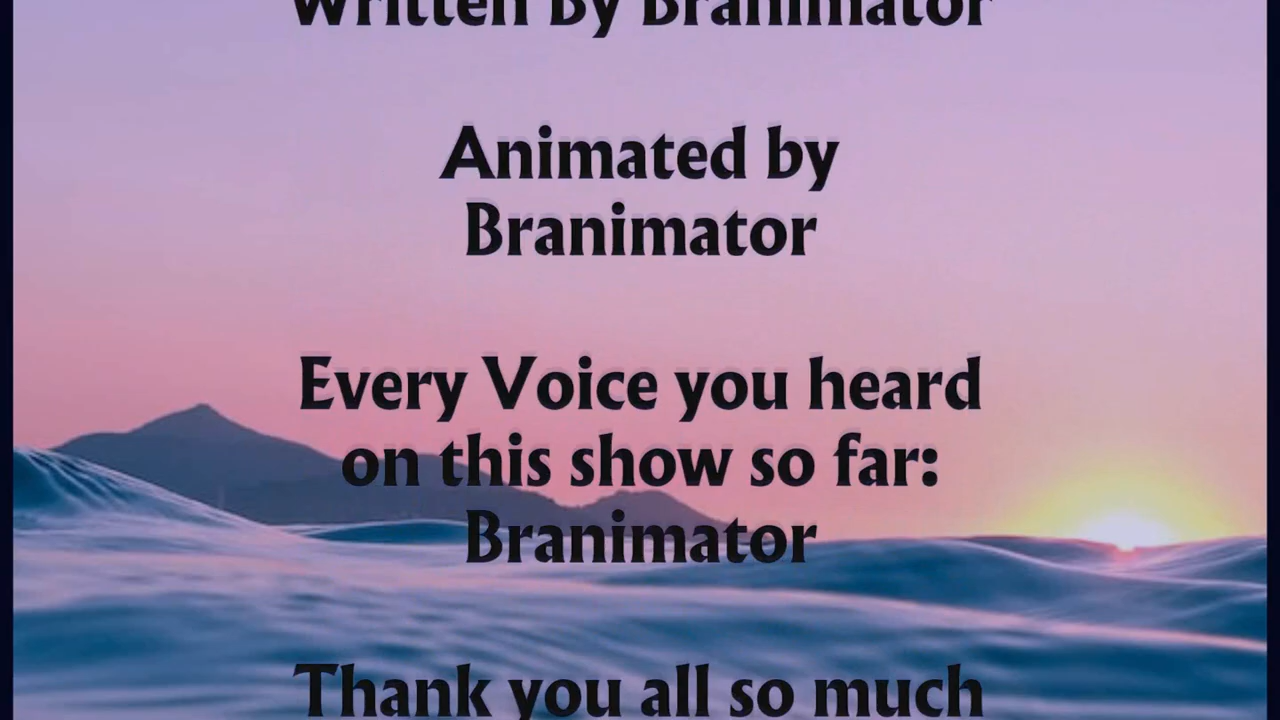 Written By Branimator
Animated by
Branimator
Every Voice you heard
on this show so far:
Branimator
Thank you all so much